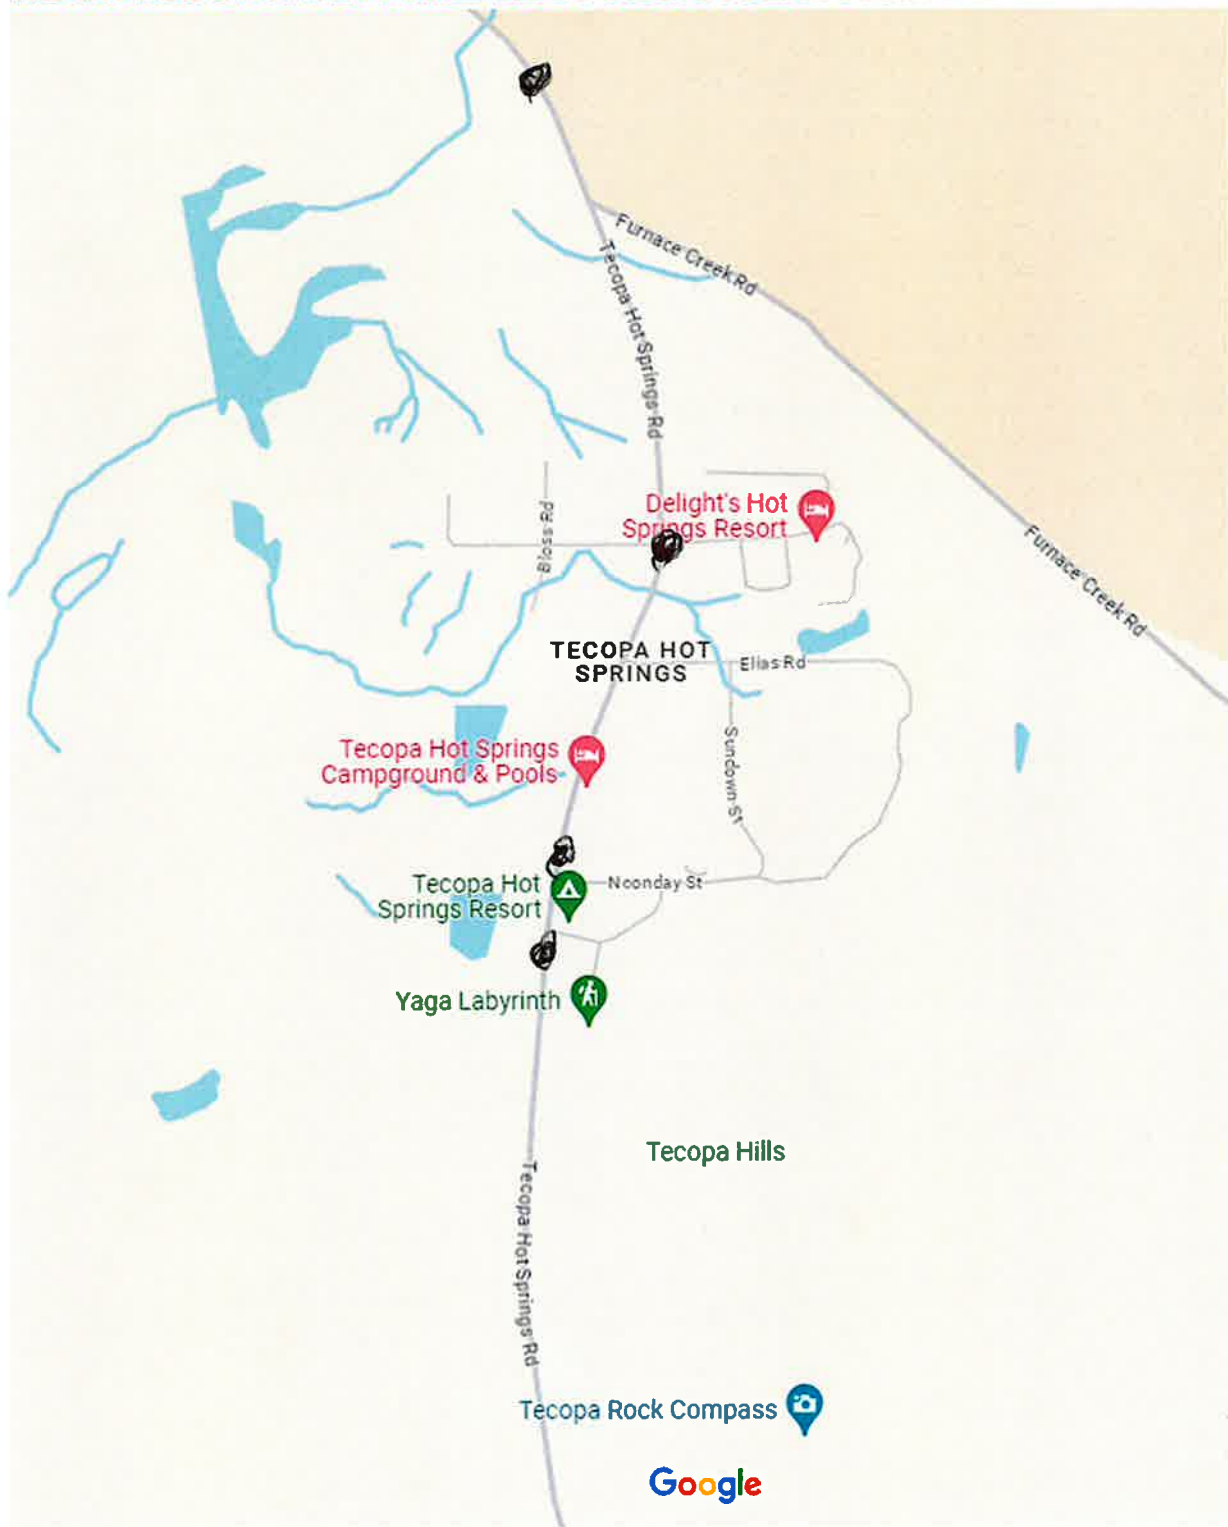 Furnace Creek Rd
Tecopa Hot Springs Rd
Delight's Hot
Springs Resort
Bloss Rd
Furnace Creek Rd
TECOPA HOT
SPRINGS
Elias Rd
Tecopa Hot Springs
Campground & Pools
Sundown St
Tecopa Hot
Springs Resort
Noonday St
Yaga Labyrinth
Tecopa Hills
Tecopa Hot Springs Rd
Tecopa Rock Compass
Google